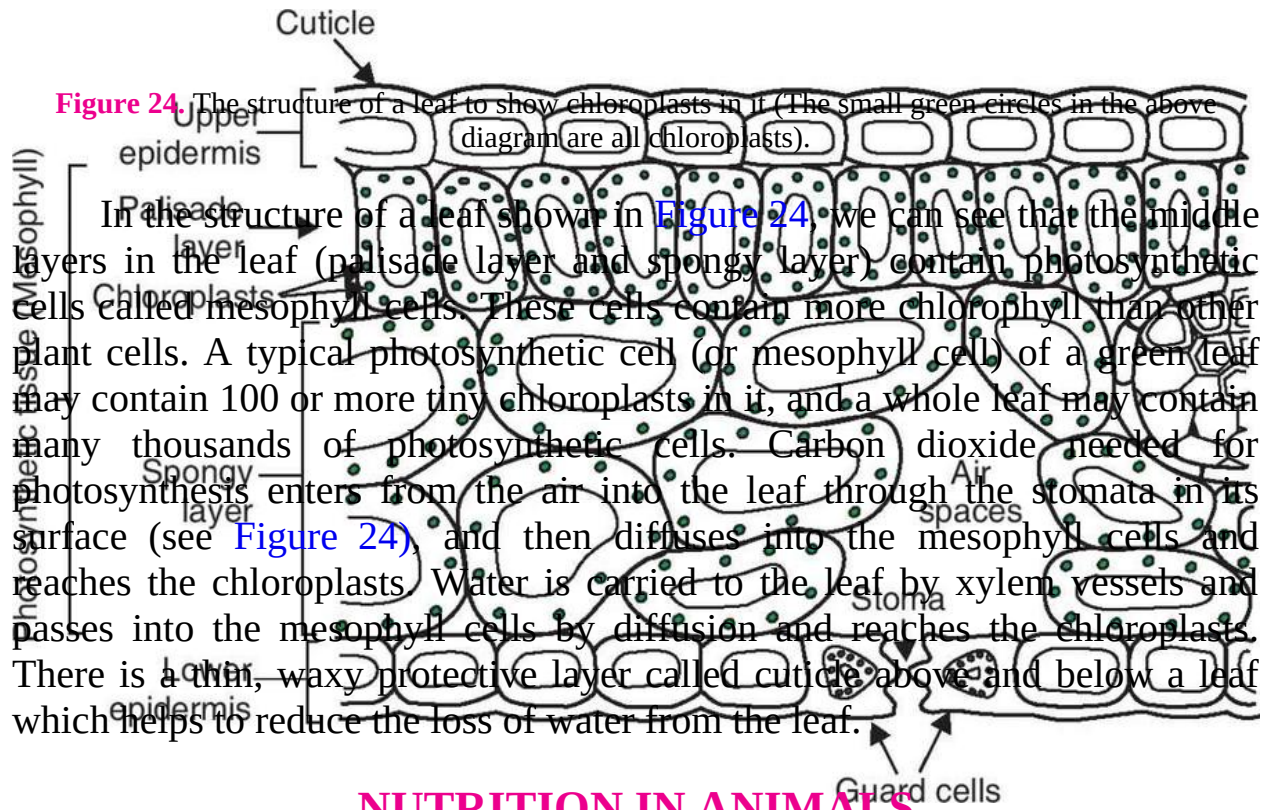 Cuticle
Figure 24. The structure of a leaf to show chloroplasts in it (The small green circles in the above
diagram are all chloroplasts).
Upper
epidermis
Palisade
layer
Chloroplasts
Photosynthetic tissue (Mesophyll)
Spongy
layer
Air
spaces
Stoma
Lower
epidermis
Guard cells
In the structure of a leaf shown in Figure 24, we can see that the middle
layers in the leaf (palisade layer and spongy layer) contain photosynthetic
cells called mesophyll cells. These cells contain more chlorophyll than other
plant cells. A typical photosynthetic cell (or mesophyll cell) of a green leaf
may contain 100 or more tiny chloroplasts in it, and a whole leaf may contain
many thousands of photosynthetic cells. Carbon dioxide needed for
photosynthesis enters from the air into the leaf through the stomata in its
surface (see Figure 24), and then diffuses into the mesophyll cells and
reaches the chloroplasts. Water is carried to the leaf by xylem vessels and
passes into the mesophyll cells by diffusion and reaches the chloroplasts.
There is a thin, waxy protective layer called cuticle above and below a leaf
which helps to reduce the loss of water from the leaf.
NUTRITION IN ANIMALS